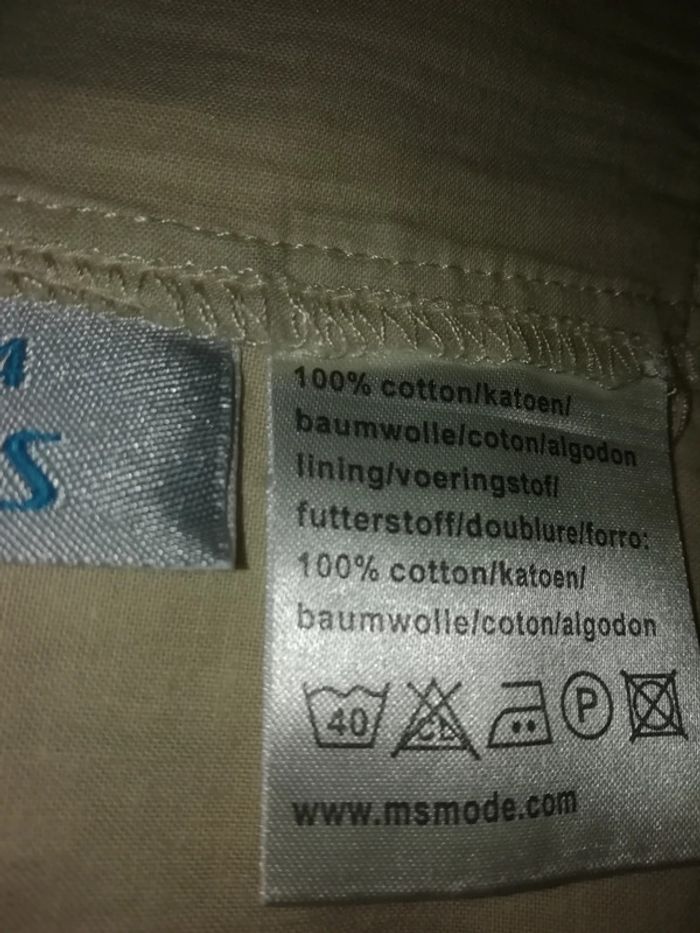 100% cotton/katoen/
baumwolle/coton/algodon
lining/voeringstof/
futterstoff/doublure/forro:
100% cotton/katoen/
baumwolle/coton/algodon
40 CL P
www.msmode.com
S